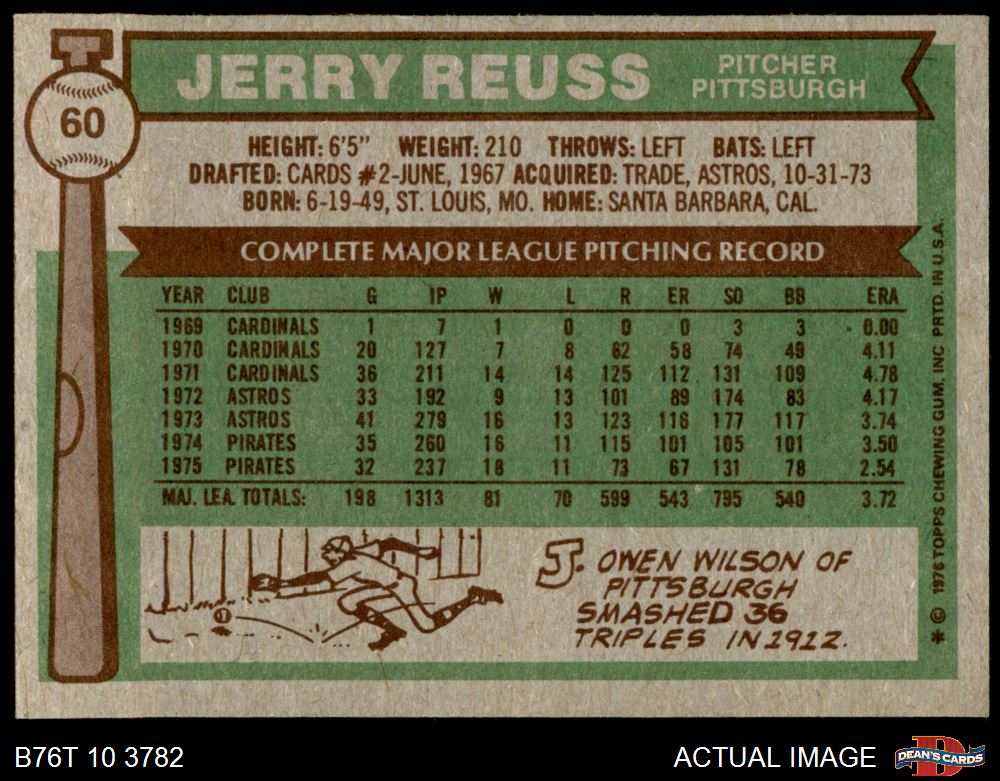 60
JERRY REUSS
PITCHER
PITTSBURGH
HEIGHT: 6'5" WEIGHT: 210 THROWS: LEFT BATS: LEFT
DRAFTED: CARDS #2-JUNE, 1967 ACQUIRED: TRADE, ASTROS, 10-31-73
BORN: 6-19-49, ST. LOUIS, MO. HOME: SANTA BARBARA, CAL.
COMPLETE MAJOR LEAGUE PITCHING RECORD
YEAR CLUB G IP W L R ER SO BB ERA
1969 CARDINALS 1 7 1 0 0 0 3 3 0.00
1970 CARDINALS 20 127 7 8 62 58 74 49 4.11
1971 CARDINALS 36 211 14 14 125 112 131 109 4.78
1972 ASTROS 33 192 9 13 101 89 174 83 4.17
1973 ASTROS 41 279 16 13 123 116 177 117 3.74
1974 PIRATES 35 260 16 11 115 101 105 101 3.50
1975 PIRATES 32 237 18 11 73 67 131 78 2.54
MAJ. LEA. TOTALS: 198 1313 81 70 599 543 795 540 3.72
J. OWEN WILSON OF
PITTSBURGH
SMASHED 36
TRIPLES IN 1912.
* © 1976 TOPPS CHEWING GUM, INC PRTD. IN U.S.A.
B76T 10 3782
ACTUAL IMAGE
D
DEAN'S CARDS